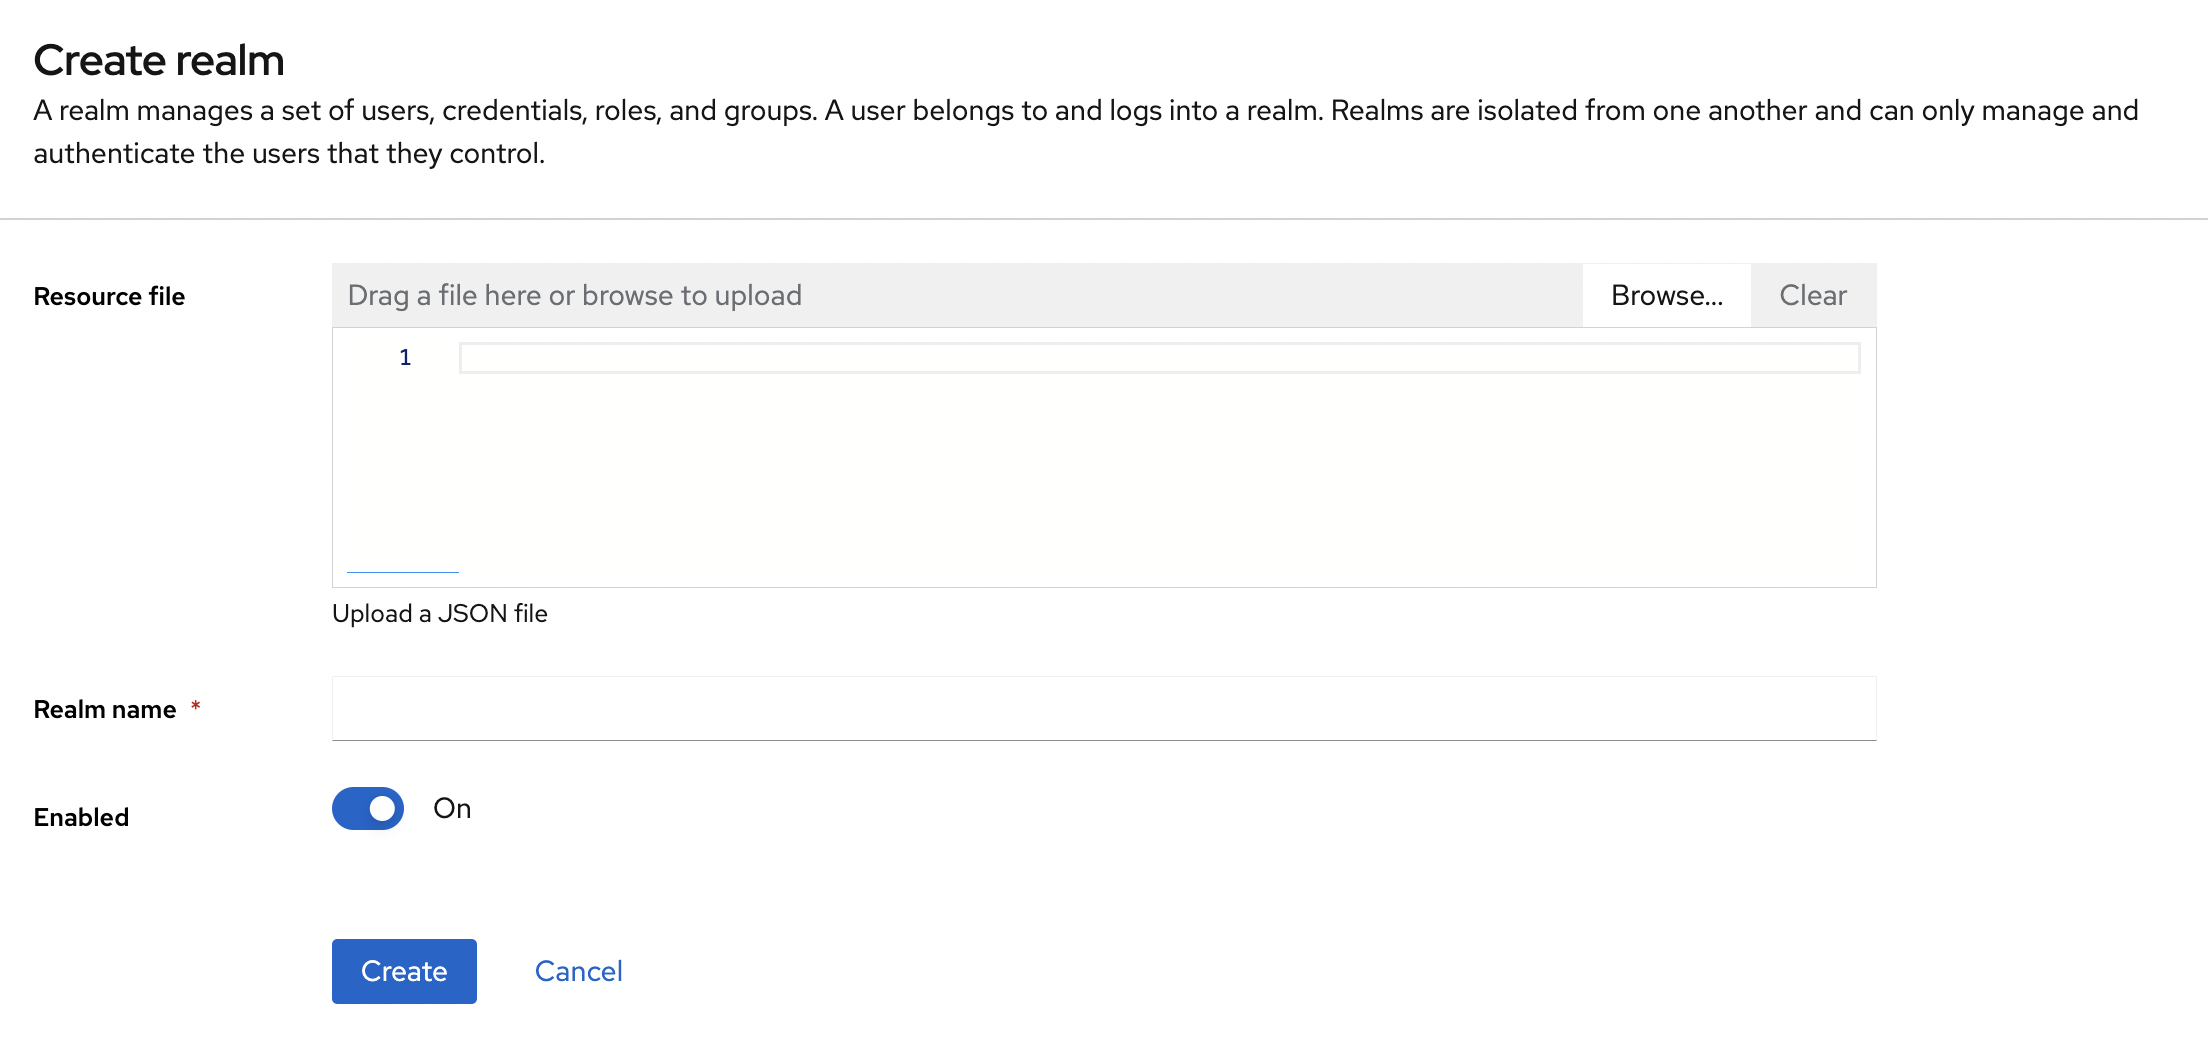 Create realm
A realm manages a set of users, credentials, roles, and groups. A user belongs to and logs into a realm. Realms are isolated from one another and can only manage and
authenticate the users that they control.
Resource file
Drag a file here or browse to upload
Browse...
Clear
1
Upload a JSON file
Realm name *
Enabled
On
Create
Cancel